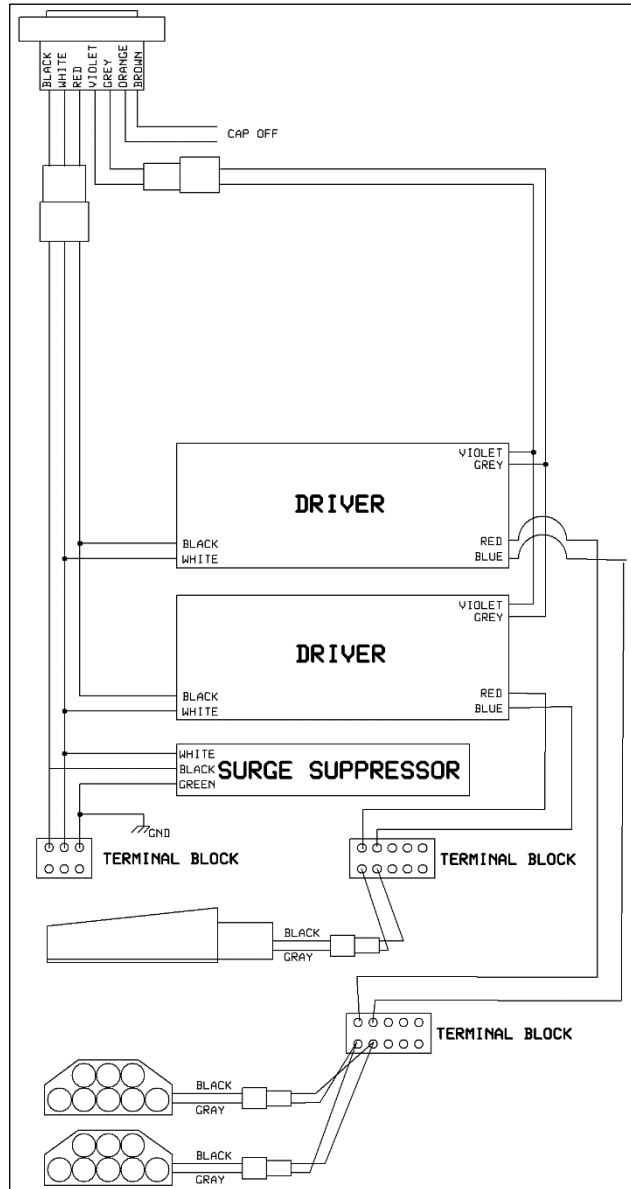 BLACK
WHITE
RED
VIOLET
GREY
ORANGE
BROWN
CAP OFF
VIOLET
GREY
DRIVER
RED
BLACK
BLUE
WHITE
VIOLET
GREY
DRIVER
RED
BLACK
BLUE
WHITE
WHITE
BLACK
SURGE SUPPRESSOR
GREEN
GND
TERMINAL BLOCK
TERMINAL BLOCK
BLACK
GRAY
TERMINAL BLOCK
BLACK
GRAY
BLACK
GRAY